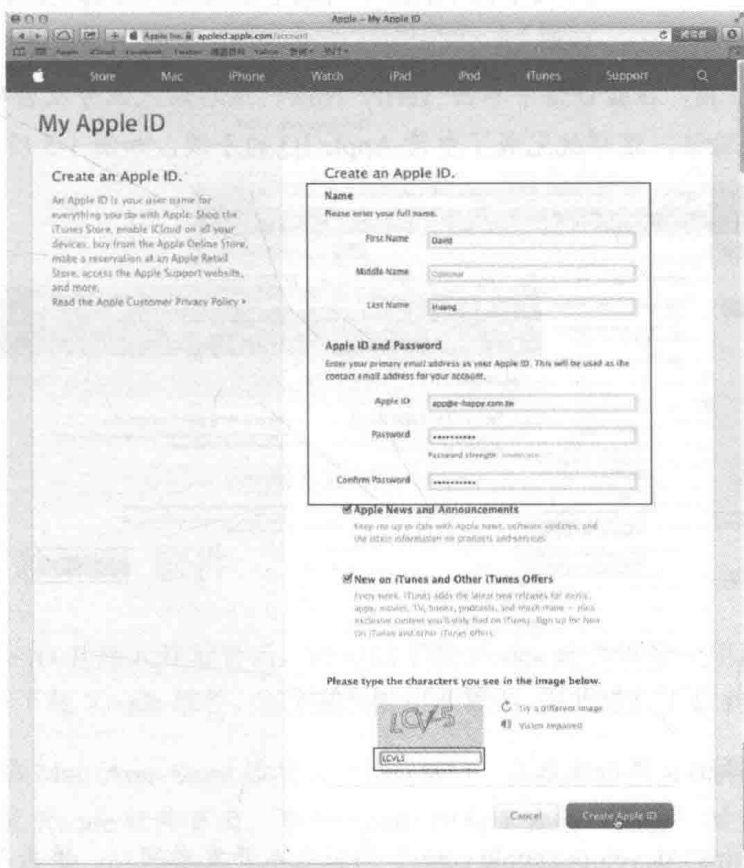 Apple – My Apple ID
Apple Inc. appleid.apple.com/account
Apple iCloud Facebook Twitter Yahoo
Store Mac iPhone Watch iPad iPod iTunes Support
My Apple ID
Create an Apple ID.
An Apple ID is your user name for
everything you do with Apple: Shop the
iTunes Store, enable iCloud on all your
devices, buy from the Apple Online Store,
make a reservation at an Apple Retail
Store, access the Apple Support website,
and more.
Read the Apple Customer Privacy Policy
Create an Apple ID.
Name
Please enter your full name.
First Name David
Middle Name Optional
Last Name Huang
Apple ID and Password
Enter your primary email address as your Apple ID. This will be used as the
contact email address for your account.
Apple ID app@e-happy.com.tw
Password ••••••••••
Password strength: moderate
Confirm Password ••••••••••
Apple News and Announcements
Keep me up to date with Apple news, software updates, and
the latest information on products and services.
New on iTunes and Other iTunes Offers
Every week, iTunes adds the latest new releases for music,
apps, movies, TV, books, podcasts, and much more — plus
exclusive content you'll only find on iTunes. Sign up for New
On iTunes and other iTunes offers.
Please type the characters you see in the image below.
LCVL5
Try a different image
Vision Impaired
LCVL5
Cancel Create Apple ID